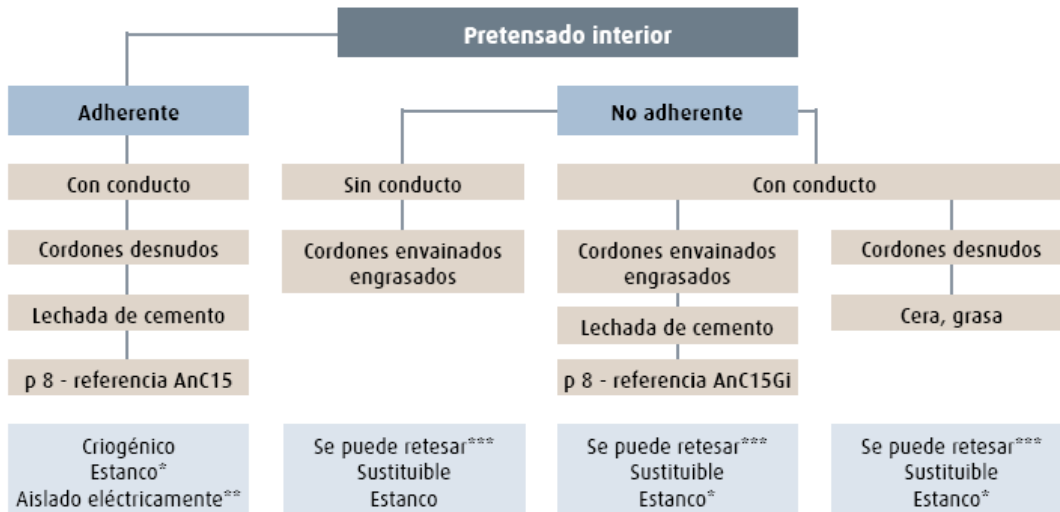 Pretensado interior
Adherente
No adherente
Con conducto
Sin conducto
Con conducto
Cordones desnudos
Cordones envainados
engrasados
Cordones envainados
engrasados
Cordones desnudos
Lechada de cemento
Lechada de cemento
Cera, grasa
p 8 - referencia AnC15
p 8 - referencia AnC15Gi
Criogénico
Estanco*
Aislado eléctricamente**
Se puede retesar***
Sustituible
Estanco
Se puede retesar***
Sustituible
Estanco*
Se puede retesar***
Sustituible
Estanco*